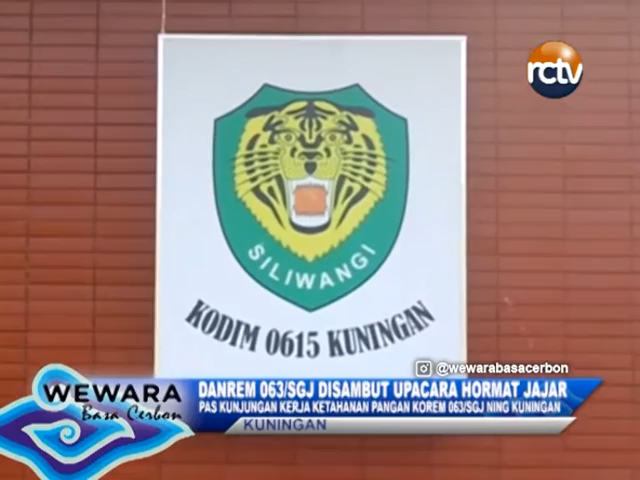 rctv
SILIWANGI
KODIM 0615 KUNINGAN
@wewarabasacerbon
WEWARA
Basa Cerbon
DANREM 063/SGJ DISAMBUT UPACARA HORMAT JAJAR
PAS KUNJUNGAN KERJA KETAHANAN PANGAN KOREM 063/SGJ NING KUNINGAN
KUNINGAN